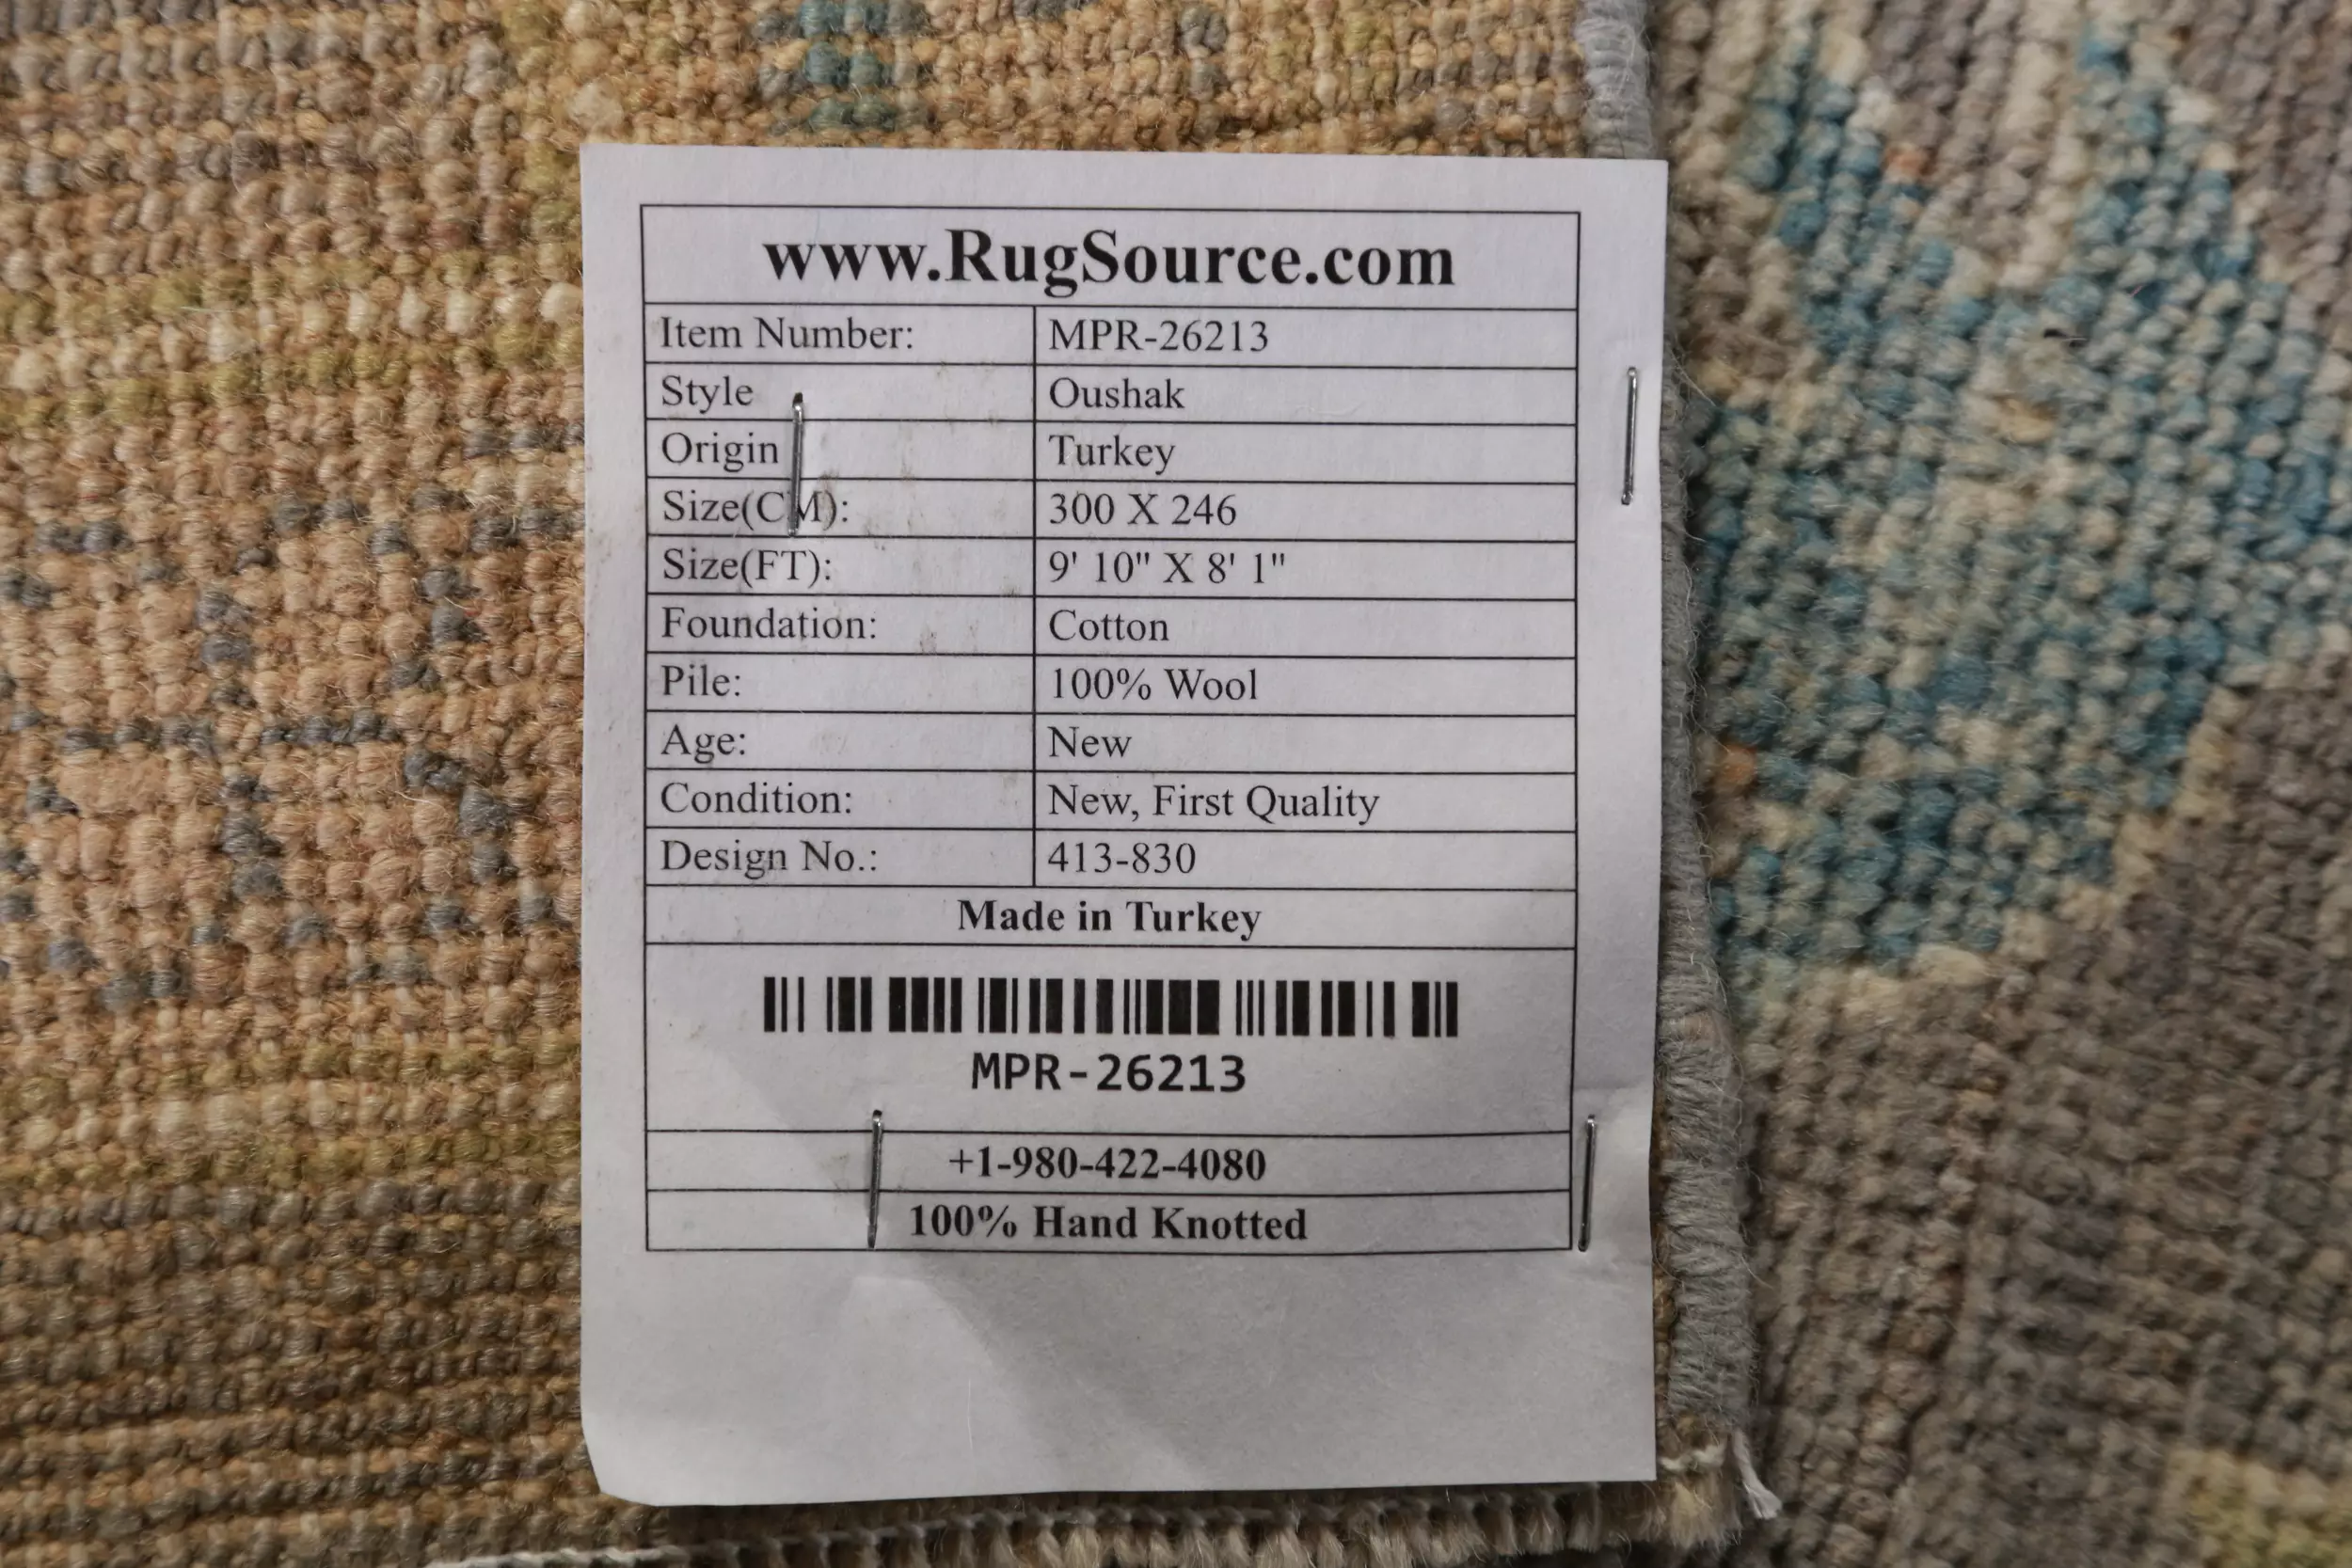 www.RugSource.com
Item Number: MPR-26213
Style Oushak
Origin Turkey
Size(CM): 300 X 246
Size(FT): 9' 10" X 8' 1"
Foundation: Cotton
Pile: 100% Wool
Age: New
Condition: New, First Quality
Design No.: 413-830
Made in Turkey
MPR-26213
+1-980-422-4080
100% Hand Knotted